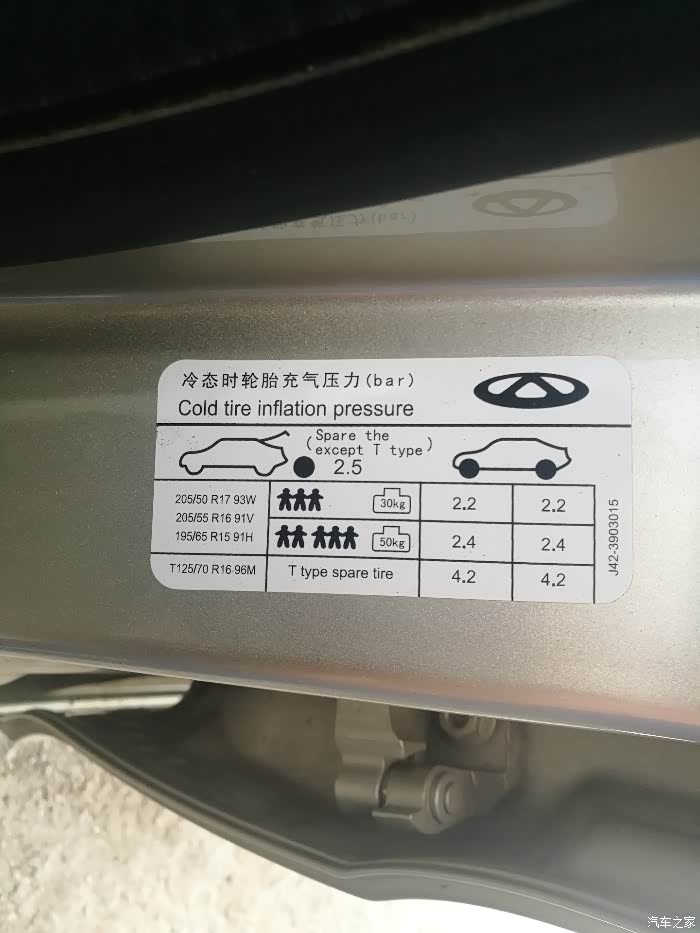 冷态时轮胎充气压力(bar)
Cold tire inflation pressure
(Spare the
except T type)
2.5
205/50 R17 93W
205/55 R16 91V
195/65 R15 91H
30kg
2.2
2.2
50kg
2.4
2.4
T125/70 R16 96M
T type spare tire
4.2
4.2
J42-3903015
汽车之家